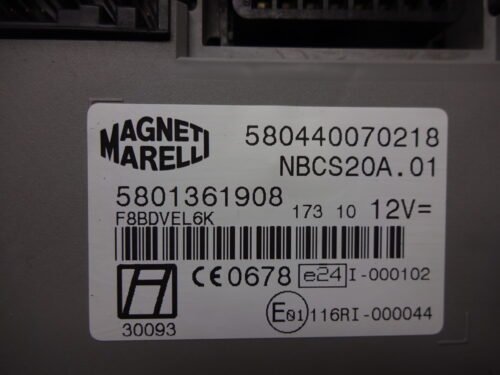 MAGNETI
MARELLI
580440070218
NBCS20A.01
5801361908
F8BDVEL6K
173 10 12V=
CE0678 e24 I-000102
30093
E01 116RI-000044